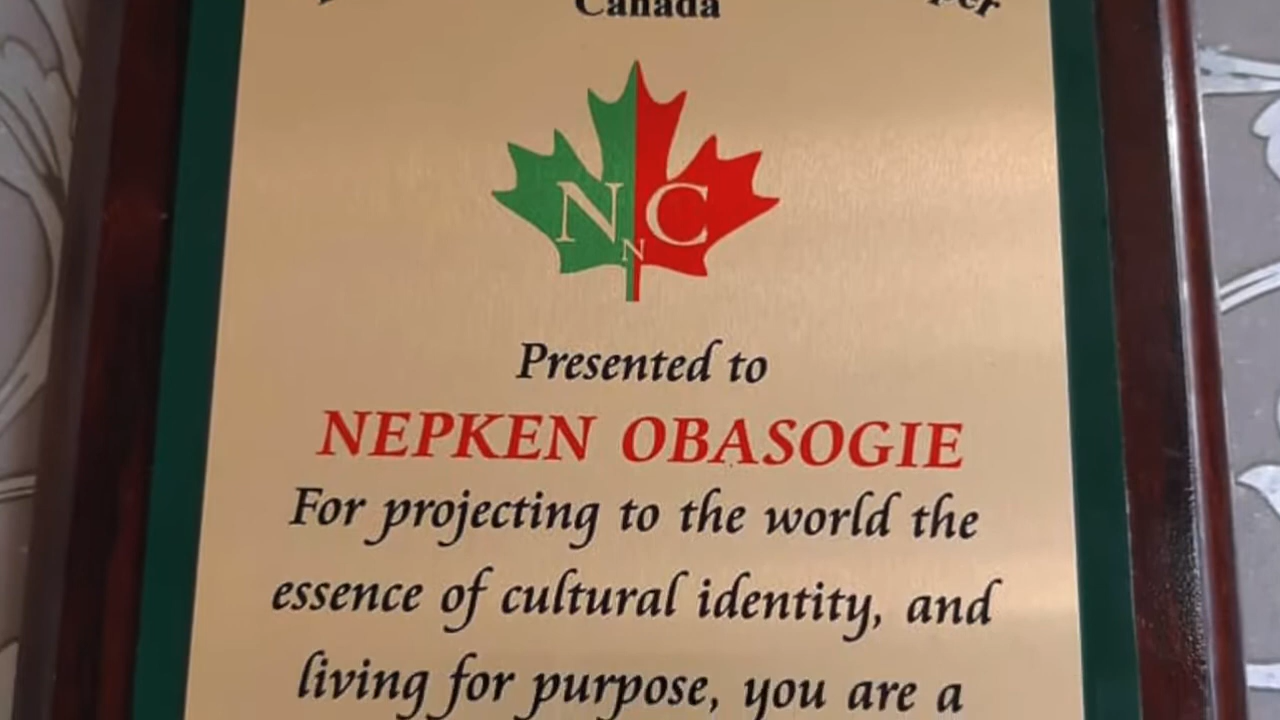 Canada
N C
N
Presented to
NEPKEN OBASOGIE
For projecting to the world the
essence of cultural identity, and
living for purpose, you are a